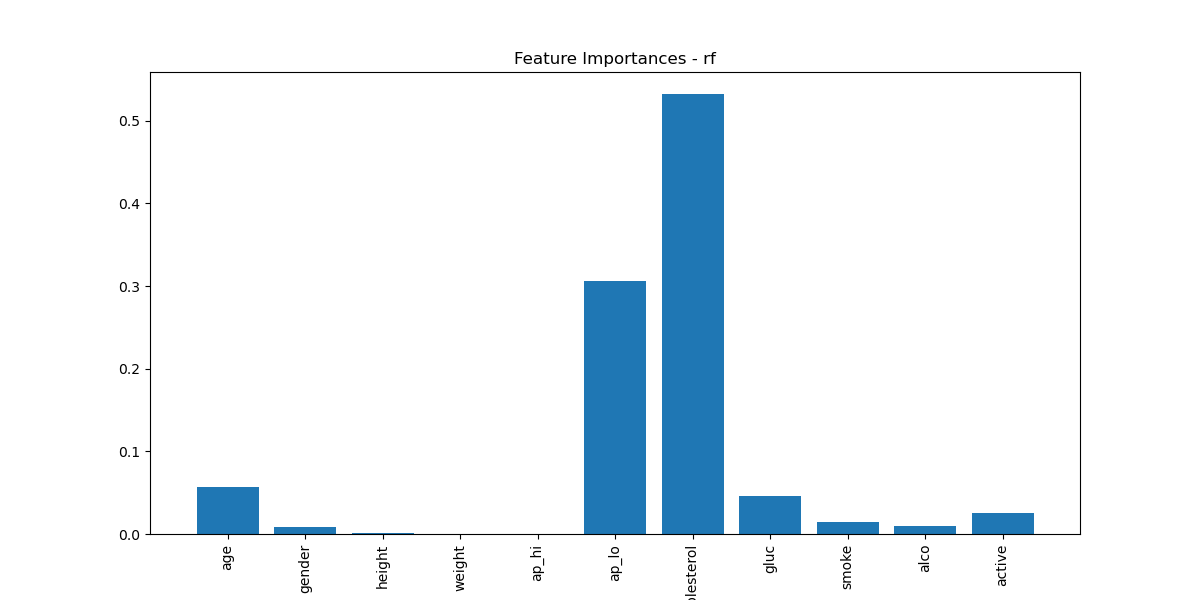 Feature Importances - rf
0.5
0.4
0.3
0.2
0.1
0.0
age
gender
height
weight
ap_hi
ap_lo
olesterol
gluc
smoke
alco
active